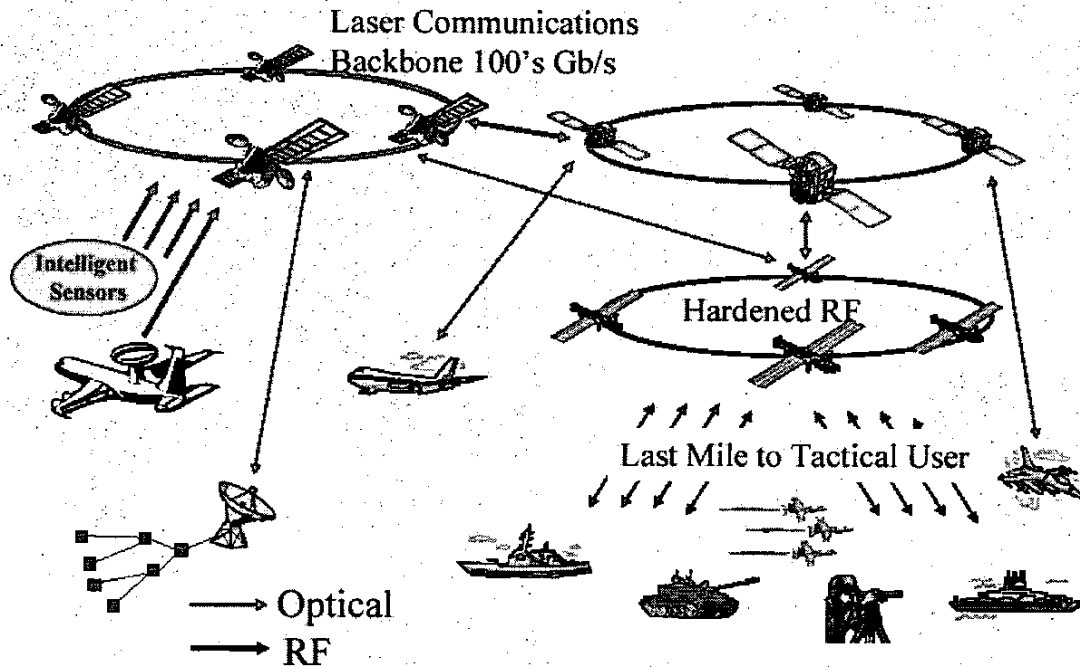 Laser Communications
Backbone 100's Gb/s
Intelligent
Sensors
Hardened RF
Last Mile to Tactical User
Optical
RF